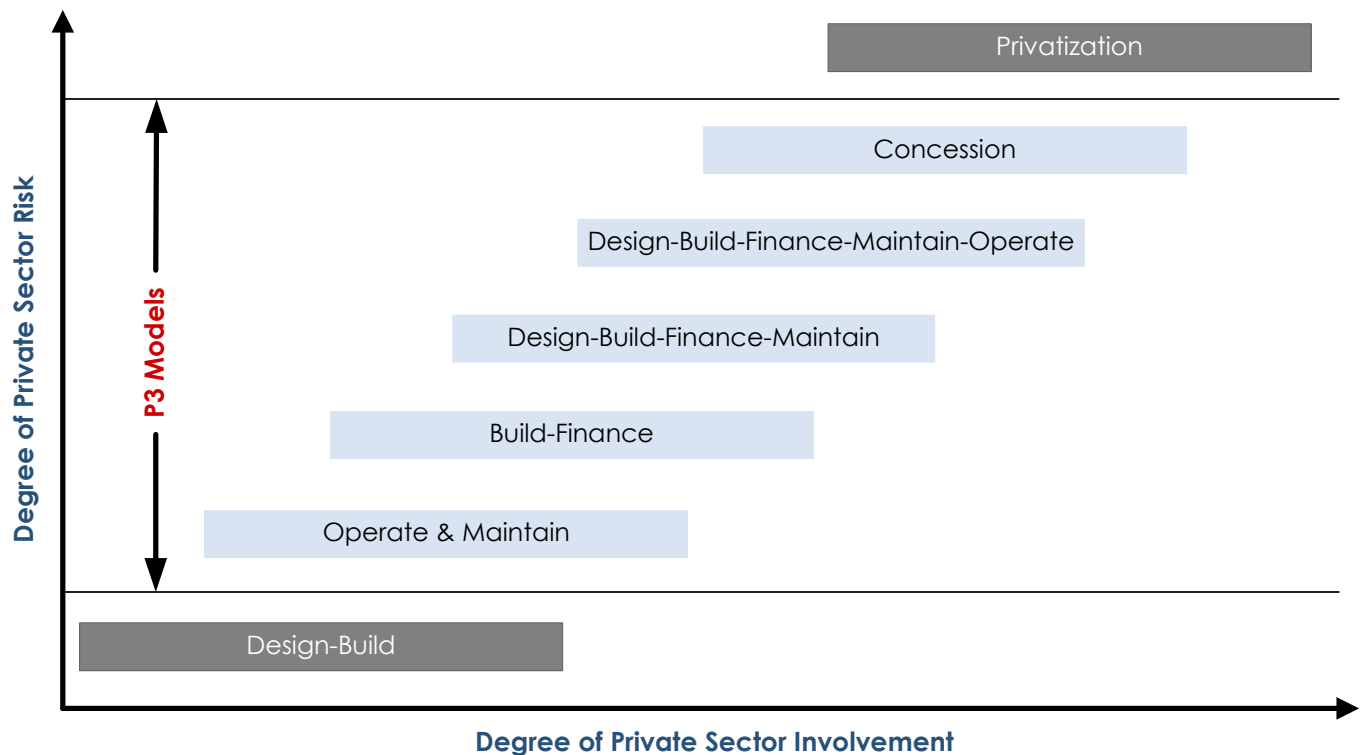 Privatization
Concession
Design-Build-Finance-Maintain-Operate
Design-Build-Finance-Maintain
Build-Finance
Operate & Maintain
Design-Build
P3 Models
Degree of Private Sector Risk
Degree of Private Sector Involvement